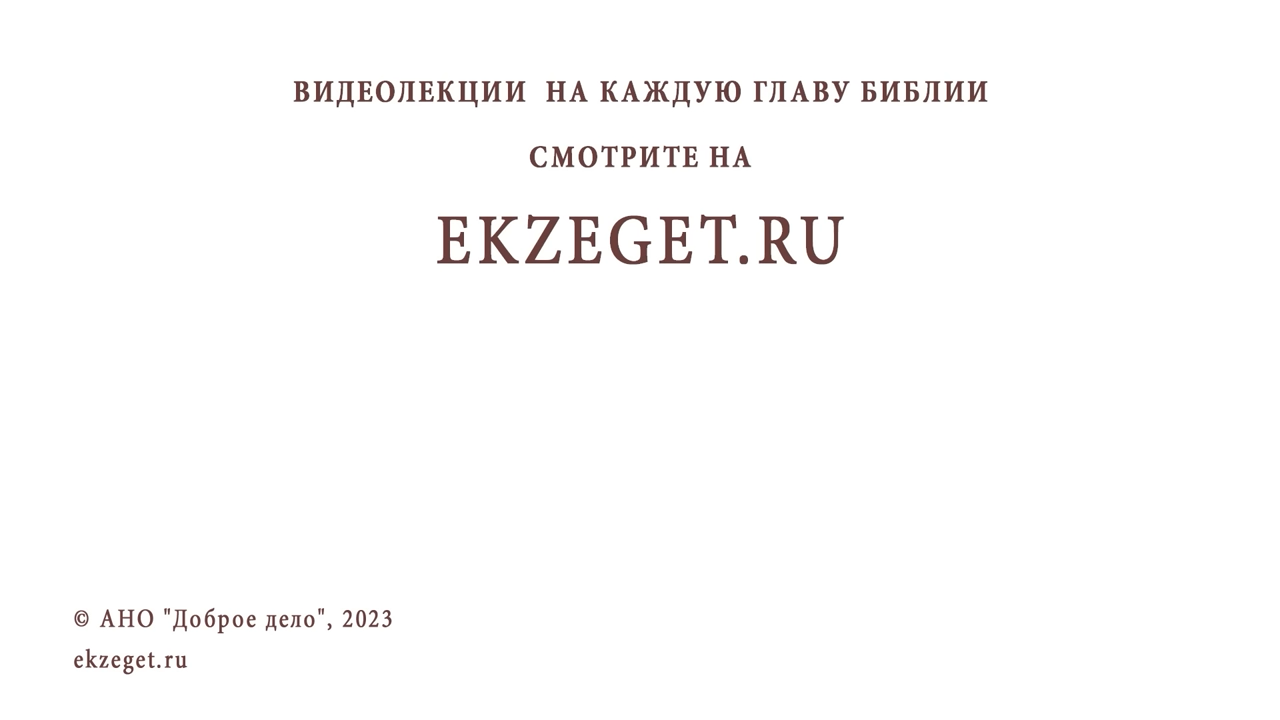 ВИДЕОЛЕКЦИИ НА КАЖДУЮ ГЛАВУ БИБЛИИ
СМОТРИТЕ НА
EKZEGET.RU
© АНО "Доброе дело", 2023
ekzeget.ru